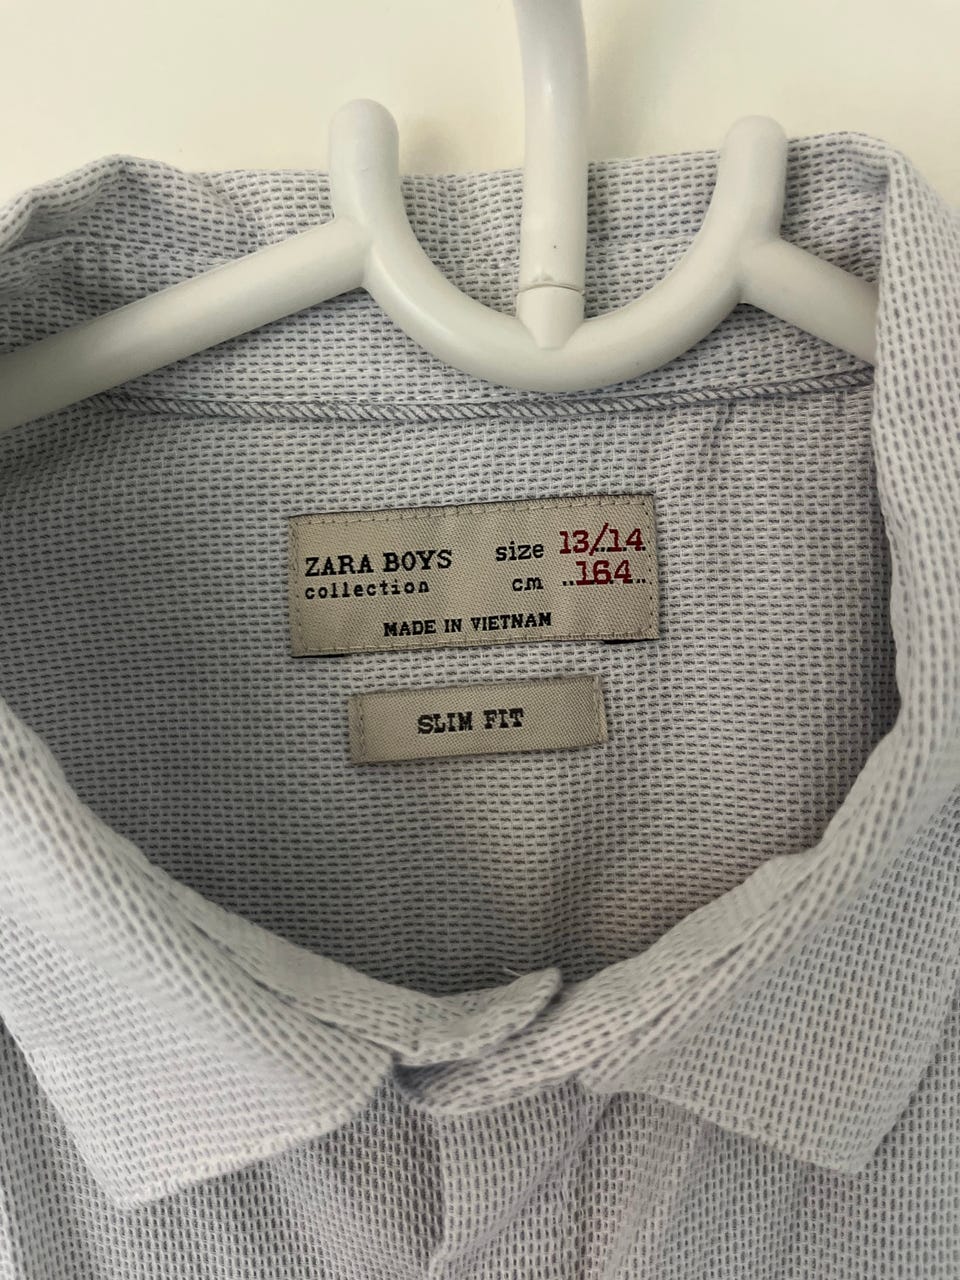 ZARA BOYS size 13/14
collection cm ..164..
MADE IN VIETNAM
SLIM FIT